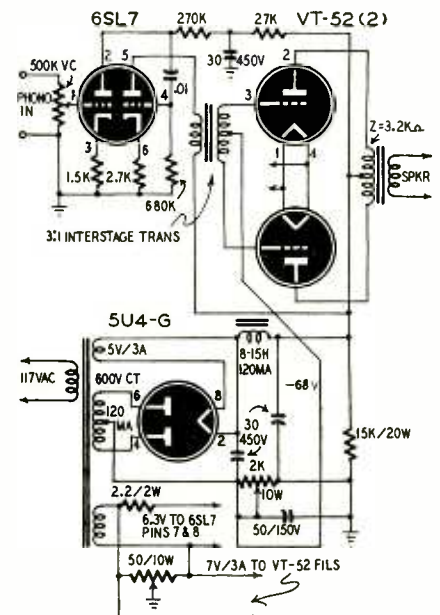 6SL7
270K
27K
VT-52(2)
2 5
30 450V
2
500K VC
.01
PHONO IN
1
4
3
3
6
1 4
Z=3.2KΩ
SPKR
1.5K
2.7K
680K
3:1 INTERSTAGE TRANS
5U4-G
5V/3A
8-15H
120MA
-68V
117VAC
600V CT
6
8
120
MA
4
2
30
450V
2K
10W
15K/20W
2.2/2W
50/150V
6.3V TO 6SL7
PINS 7 & 8
50/10W
7V/3A TO VT-52 FILS